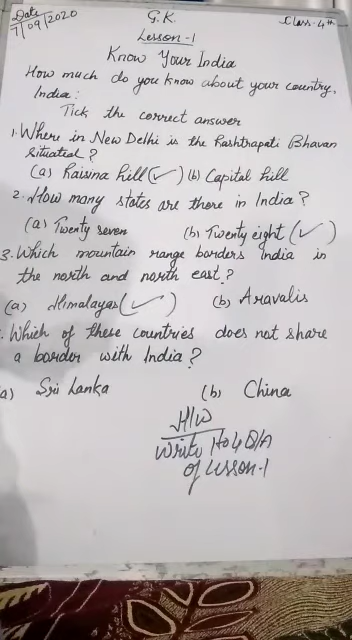 Date G.K. Class-4th
7/09/2020
Lesson-1
Know Your India
How much do you know about your country,
India:
Tick the correct answer
1. Where in New Delhi is the Rashtrapati Bhavan
situated?
(a) Raisina hill(✓) (b) Capital hill
2. How many states are there in India?
(a) Twenty seven (b) Twenty eight (✓)
3. Which mountain range borders India in
the north and north east?
(a) Himalayas(✓) (b) Aravalis
. Which of these countries does not share
a border with India?
a) Sri Lanka (b) China
H/W
Write 1to4 Q/A
of lesson-1